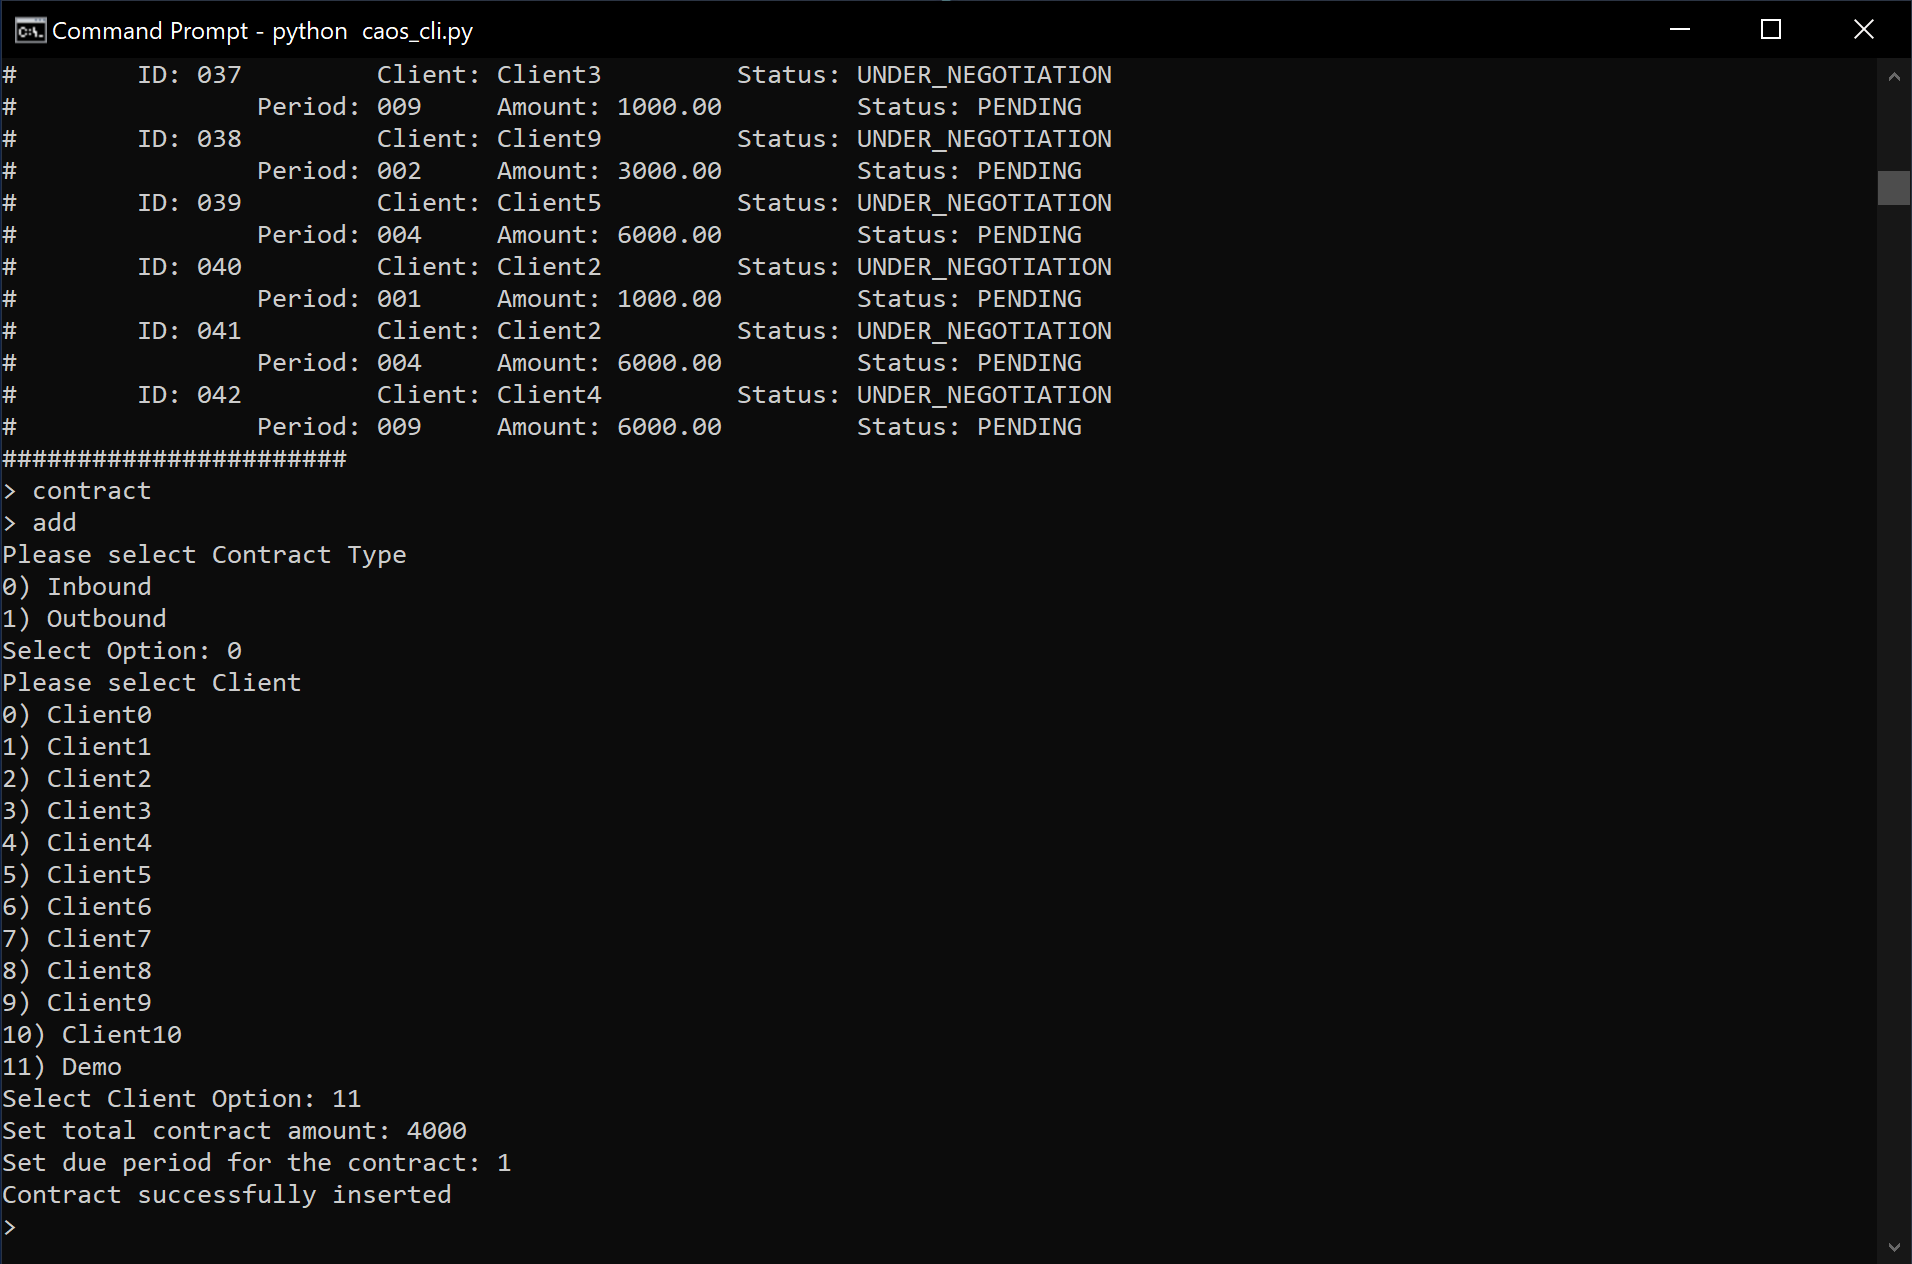 Command Prompt - python  caos_cli.py
#        ID: 037         Client: Client3         Status: UNDER_NEGOTIATION
#                Period: 009     Amount: 1000.00         Status: PENDING
#        ID: 038         Client: Client9         Status: UNDER_NEGOTIATION
#                Period: 002     Amount: 3000.00         Status: PENDING
#        ID: 039         Client: Client5         Status: UNDER_NEGOTIATION
#                Period: 004     Amount: 6000.00         Status: PENDING
#        ID: 040         Client: Client2         Status: UNDER_NEGOTIATION
#                Period: 001     Amount: 1000.00         Status: PENDING
#        ID: 041         Client: Client2         Status: UNDER_NEGOTIATION
#                Period: 004     Amount: 6000.00         Status: PENDING
#        ID: 042         Client: Client4         Status: UNDER_NEGOTIATION
#                Period: 009     Amount: 6000.00         Status: PENDING
#######################
> contract
> add
Please select Contract Type
0) Inbound
1) Outbound
Select Option: 0
Please select Client
0) Client0
1) Client1
2) Client2
3) Client3
4) Client4
5) Client5
6) Client6
7) Client7
8) Client8
9) Client9
10) Client10
11) Demo
Select Client Option: 11
Set total contract amount: 4000
Set due period for the contract: 1
Contract successfully inserted
>